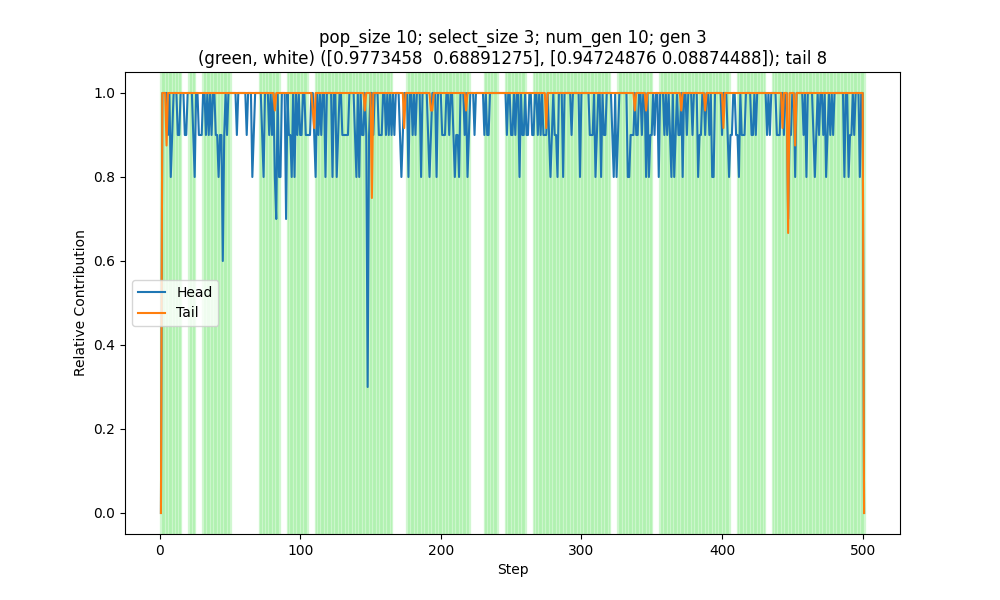 pop_size 10; select_size 3; num_gen 10; gen 3
(green, white) ([0.9773458  0.68891275], [0.94724876 0.08874488]); tail 8
1.0
0.8
0.6
0.4
0.2
0.0
Relative Contribution
Head
Tail
0
100
200
300
400
500
Step